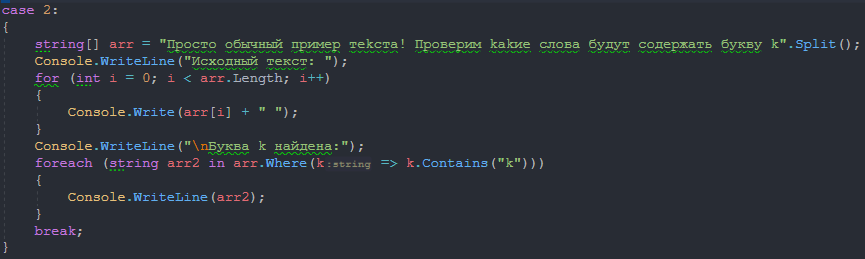 case 2:
{
string[] arr = "Просто обычный пример текста! Проверим kakие слова будут содержать букву k".Split();
Console.WriteLine("Исходный текст: ");
for (int i = 0; i < arr.Length; i++)
{
Console.Write(arr[i] + " ");
}
Console.WriteLine("\nБуква k найдена:");
foreach (string arr2 in arr.Where(k:string => k.Contains("k")))
{
Console.WriteLine(arr2);
}
break;
}